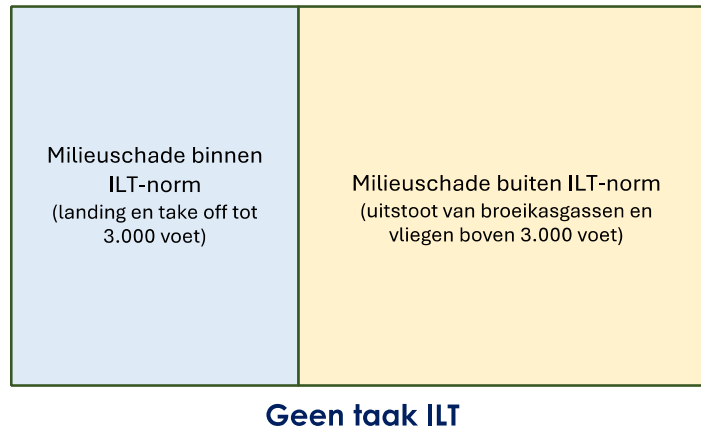 Milieuschade binnen
ILT-norm
(landing en take off tot
3.000 voet)
Milieuschade buiten ILT-norm
(uitstoot van broeikasgassen en
vliegen boven 3.000 voet)
Geen taak ILT